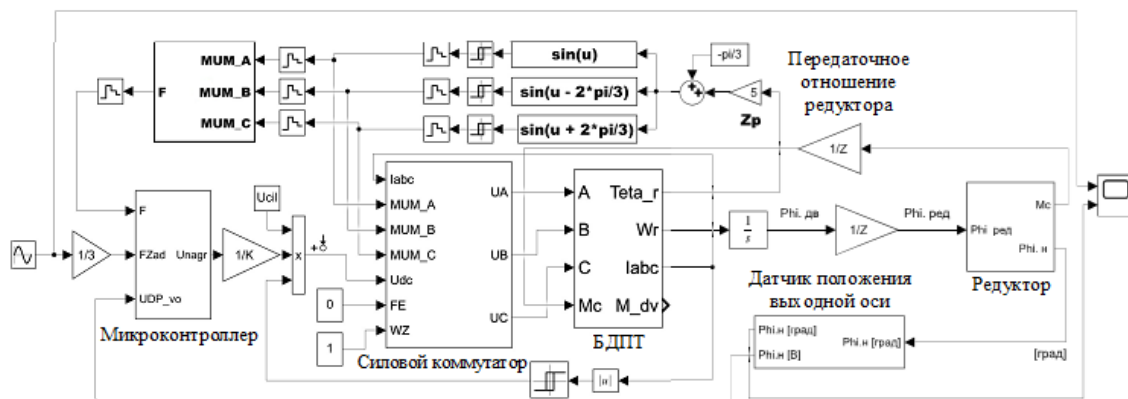 MUM_A
MUM_B
MUM_C
F
sin(u)
sin(u - 2*pi/3)
sin(u + 2*pi/3)
-pi/3
5
Zp
Передаточное
отношение
редуктора
1/Z
F
FZad
UDP_vo
Unagr
Микроконтроллер
1/3
1/K
Ucil
x
0
1
Iabc
MUM_A
MUM_B
MUM_C
Udc
FE
WZ
UA
UB
UC
Силовой коммутатор
A
B
C
Mc
Teta_r
Wr
Iabc
M_dv
БДПТ
1
s
Phi. дв
1/Z
Phi. ред
Phi ред
Mc
Phi. н
Редуктор
Датчик положения
выходной оси
Phi.н [град]
Phi.н [В]
Phi.н [град]
[град]
|u|